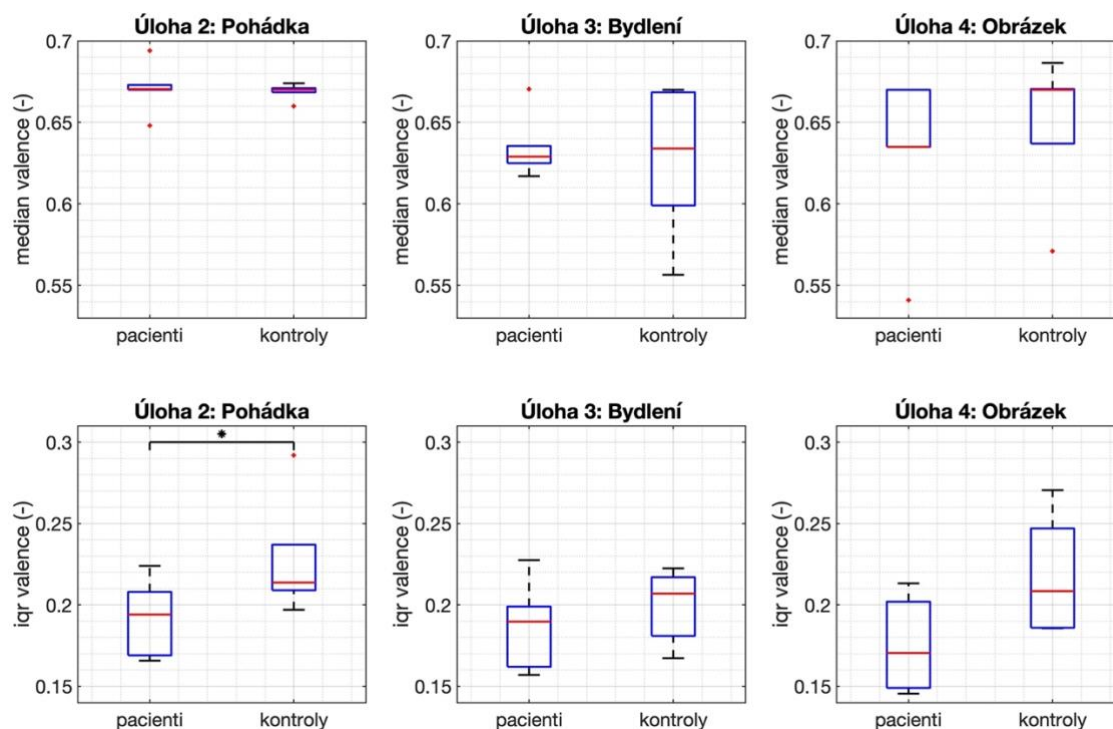 Úloha 2: Pohádka
0.7
0.65
0.6
0.55
median valence (-)
pacienti
kontroly
Úloha 3: Bydlení
0.7
0.65
0.6
0.55
median valence (-)
pacienti
kontroly
Úloha 4: Obrázek
0.7
0.65
0.6
0.55
median valence (-)
pacienti
kontroly
Úloha 2: Pohádka
*
0.3
0.25
0.2
0.15
iqr valence (-)
pacienti
kontroly
Úloha 3: Bydlení
0.3
0.25
0.2
0.15
iqr valence (-)
pacienti
kontroly
Úloha 4: Obrázek
0.3
0.25
0.2
0.15
iqr valence (-)
pacienti
kontroly